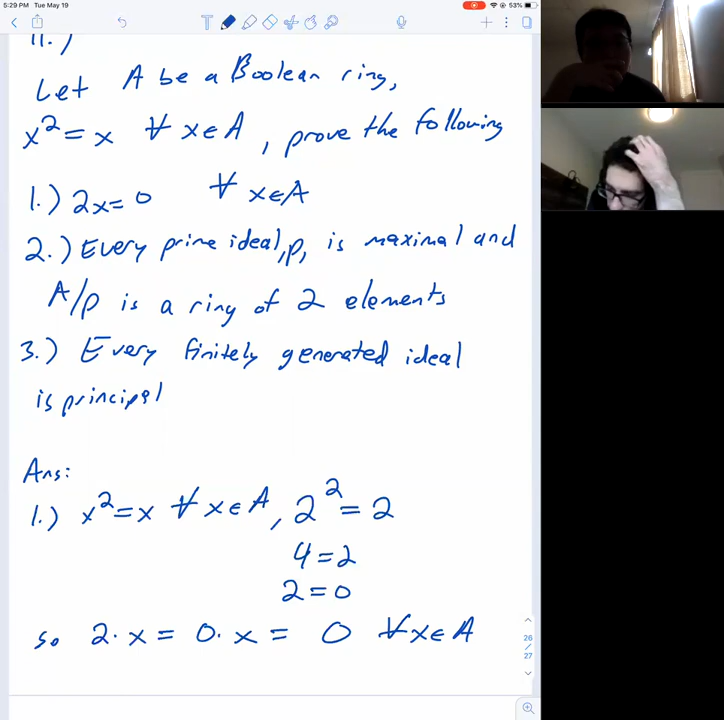 5:29 PM Tue May 19
53%
11.)
Let A be a Boolean ring,
x² = x ∀ x∈A, prove the following
1.) 2x = 0 ∀ x∈A
2.) Every prime ideal, p, is maximal and
A/p is a ring of 2 elements
3.) Every finitely generated ideal
is principal
Ans:
1.) x² = x ∀ x∈A, 2² = 2
4 = 2
2 = 0
so 2·x = 0·x = 0 ∀x∈A
26
/
27